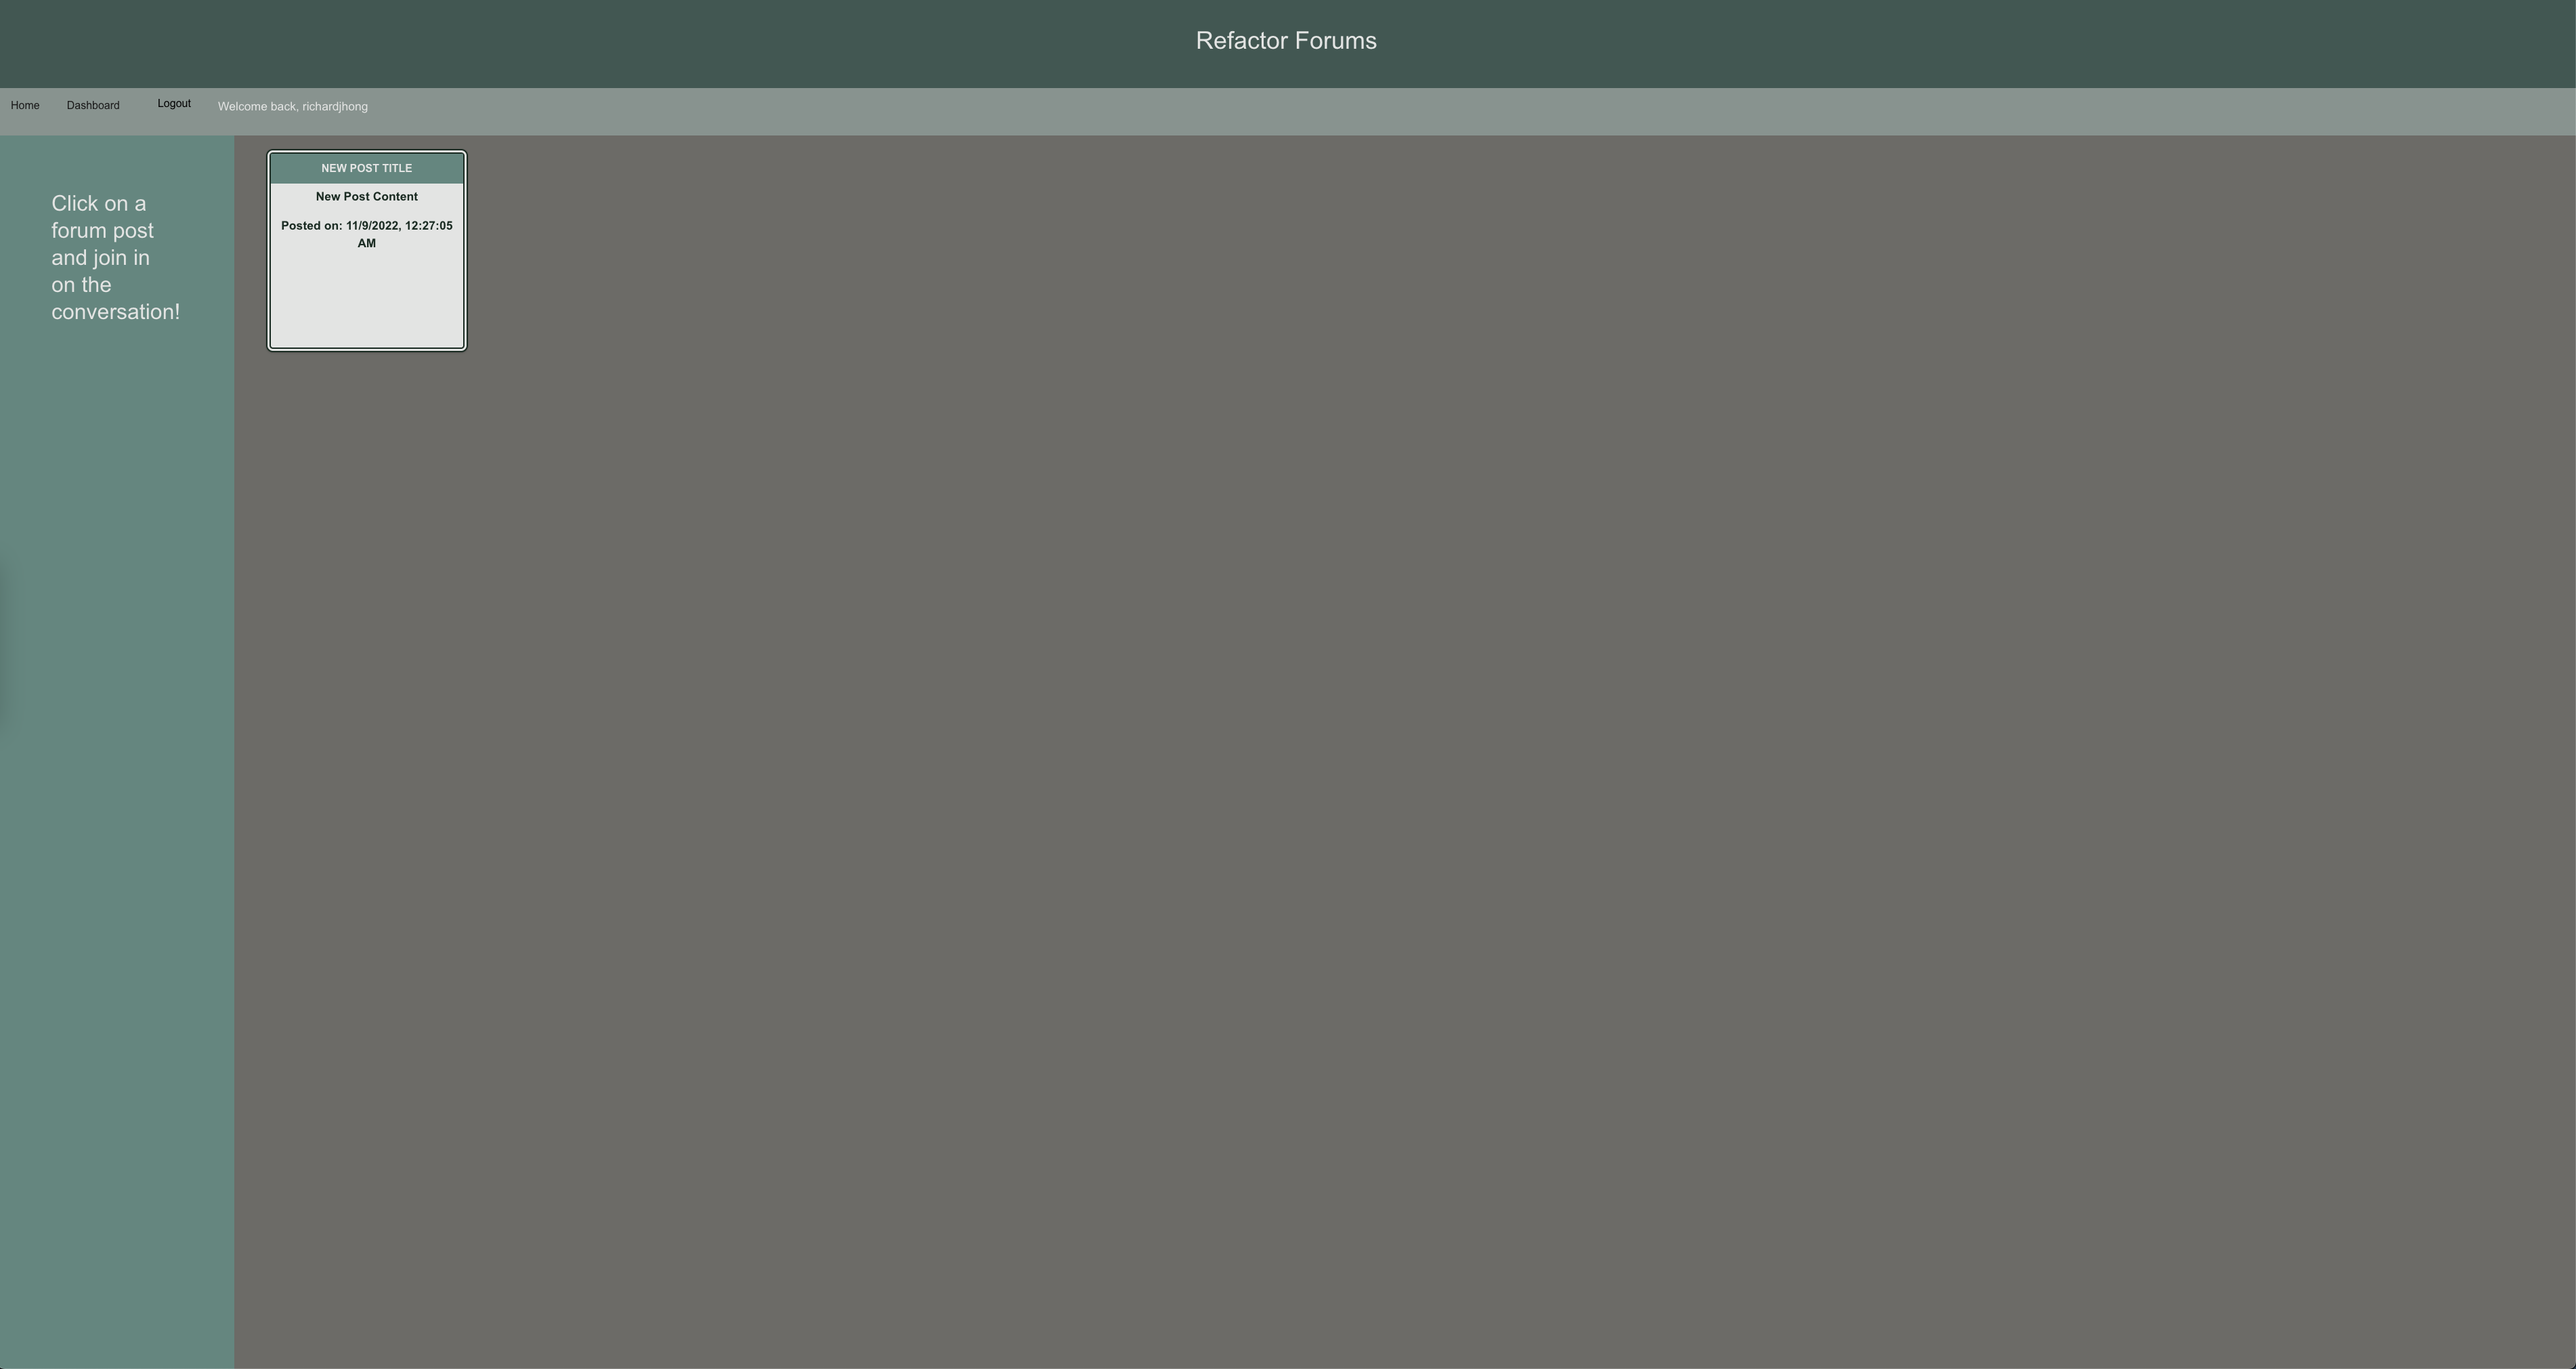 Refactor Forums
Home Dashboard Logout Welcome back, richardjhong
Click on a
forum post
and join in
on the
conversation!
NEW POST TITLE
New Post Content
Posted on: 11/9/2022, 12:27:05
AM